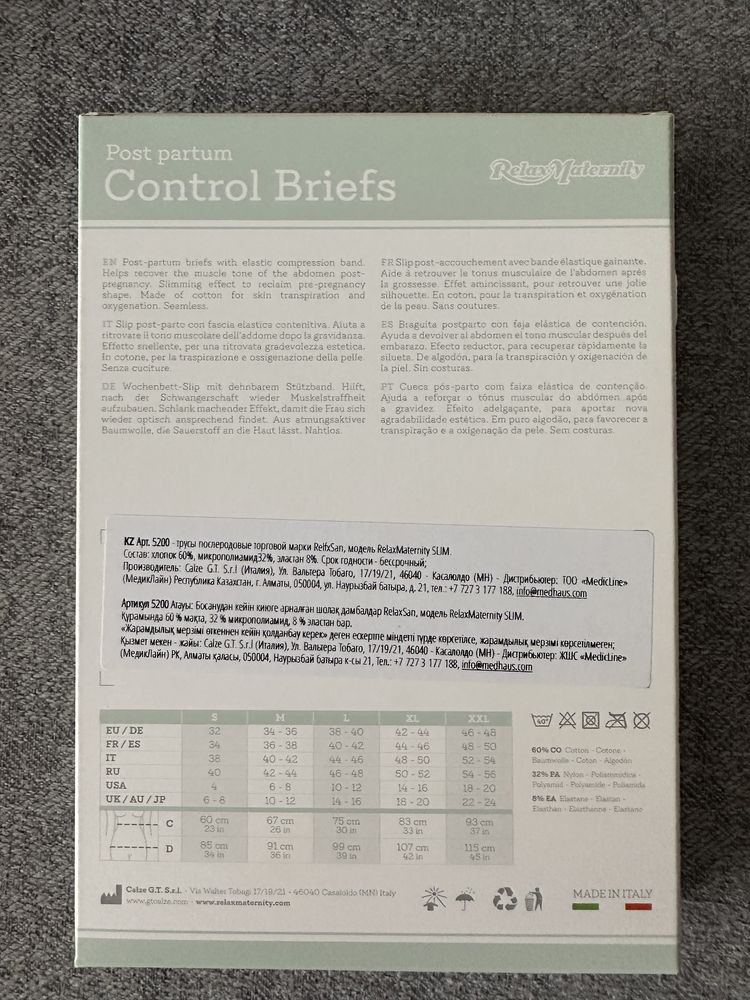 Post partum
Control Briefs
RelaxMaternity
EN Post-partum briefs with elastic compression band.
Helps recover the muscle tone of the abdomen post-
pregnancy. Slimming effect to reclaim pre-pregnancy
shape. Made of cotton for skin transpiration and
oxygenation. Seamless.
IT Slip post-parto con fascia elastica contenitiva. Aiuta a
ritrovare il tono muscolare dell'addome dopo la gravidanza.
Effetto snellente, per una ritrovata gradevolezza estetica.
In cotone, per la traspirazione e ossigenazione della pelle.
Senza cuciture.
DE Wochenbett-Slip mit dehnbarem Stützband. Hilft,
nach der Schwangerschaft wieder Muskelstraffheit
aufzubauen. Schlank machender Effekt, damit die Frau sich
wieder optisch ansprechend findet. Aus atmungsaktiver
Baumwolle, die Sauerstoff an die Haut lässt. Nahtlos.
FR Slip post-accouchement avec bande élastique gainante.
Aide à retrouver le tonus musculaire de l'abdomen après
la grossesse. Effet amincissant, pour retrouver une jolie
silhouette. En coton, pour la transpiration et oxygénation
de la peau. Sans coutures.
ES Braguita postparto con faja elástica de contención.
Ayuda a devolver al abdomen el tono muscular después del
embarazo. Efecto reductor, para recuperar rápidamente la
silueta. De algodón, para la transpiración y oxigenación de
la piel. Sin costuras.
PT Cueca pós-parto com faixa elástica de contenção.
Ajuda a reforçar o tónus muscular do abdómen após
a gravidez. Efeito adelgaçante, para aportar nova
agradabilidade estética. Em puro algodão, para favorecer a
transpiração e a oxigenação da pele. Sem costuras.
KZ Арт. 5200 - трусы послеродовые торговой марки RelfxSan, модель RelaxMaternity SLIM.
Состав: хлопок 60%, микрополиамид32%, эластан 8%. Срок годности - бессрочный;
Производитель: Calze G.T. S.r.l (Италия), Ул. Вальтера Тобаго, 17/19/21, 46040 - Касалолдо (МН) - Дистрибьютер: ТОО «MedicLine»
(МедикЛайн) Республика Казахстан, г. Алматы, 050004, ул. Наурызбай батыра, д. 21, тел.: +7 727 3 177 188, info@medhaus.com
Артикул 5200 Атауы: Босанудан кейін киюге арналған шолақ дамбалдар RelaxSan, модель RelaxMaternity SLIM.
Құрамында 60 % мақта, 32 % микрополиамид, 8 % эластан бар.
«Жарамдылық мерзімі өткеннен кейін қолданбау керек» деген ескертпе міндетті түрде көрсетілсе, жарамдылық мерзімі көрсетілмеген;
Қызмет мекен - жайы: Calze G.T. S.r.l (Италия), Ул. Вальтера Тобаго, 17/19/21, 46040 - Касалолдо (МН) - Дистрибьютер: ЖШС «MedicLine»
(МедикЛайн) РК, Алматы қаласы, 050004, Наурызбай батыра к-сы 21, Тел.: +7 727 3 177 188, info@medhaus.com
S M L XL XXL
EU / DE 32 34 - 36 38 - 40 42 - 44 46 - 48
FR / ES 34 36 - 38 40 - 42 44 - 46 48 - 50
IT 38 40 - 42 44 - 46 48 - 50 52 - 54
RU 40 42 - 44 46 - 48 50 - 52 54 - 56
USA 4 6 - 8 10 - 12 14 - 16 18 - 20
UK / AU / JP 6 - 8 10 - 12 14 - 16 18 - 20 22 - 24
C 60 cm 67 cm 75 cm 83 cm 93 cm
23 in 26 in 30 in 33 in 37 in
D 85 cm 91 cm 99 cm 107 cm 115 cm
34 in 36 in 39 in 42 in 45 in
40°
60% CO Cotton - Cotone -
Baumwolle - Coton - Algodón
32% PA Nylon - Poliammidica -
Polyamid - Polyamide - Poliamida
8% EA Elastane - Elastan -
Elasthan - Élasthanne - Elastano
Calze G.T. S.r.l. - Via Walter Tobagi 17/19/21 - 46040 Casaloldo (MN) Italy
www.gtcalze.com - www.relaxmaternity.com
MADE IN ITALY